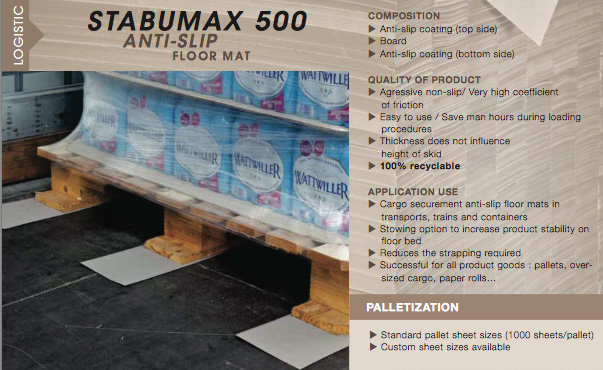 LOGISTIC
STABUMAX 500
ANTI-SLIP
FLOOR MAT
WATTWILLER
WATTWILLER
WATTWILLER
WATTWILLER
WATTWILLER
COMPOSITION
▶ Anti-slip coating (top side)
▶ Board
▶ Anti-slip coating (bottom side)
QUALITY OF PRODUCT
▶ Agressive non-slip/ Very high coefficient
of friction
▶ Easy to use / Save man hours during loading
procedures
▶ Thickness does not influence
height of skid
▶ 100% recyclable
APPLICATION USE
▶ Cargo securement anti-slip floor mats in
transports, trains and containers
▶ Stowing option to increase product stability on
floor bed
▶ Reduces the strapping required
▶ Successful for all product goods : pallets, over-
sized cargo, paper rolls...
PALLETIZATION
▶ Standard pallet sheet sizes (1000 sheets/pallet)
▶ Custom sheet sizes available